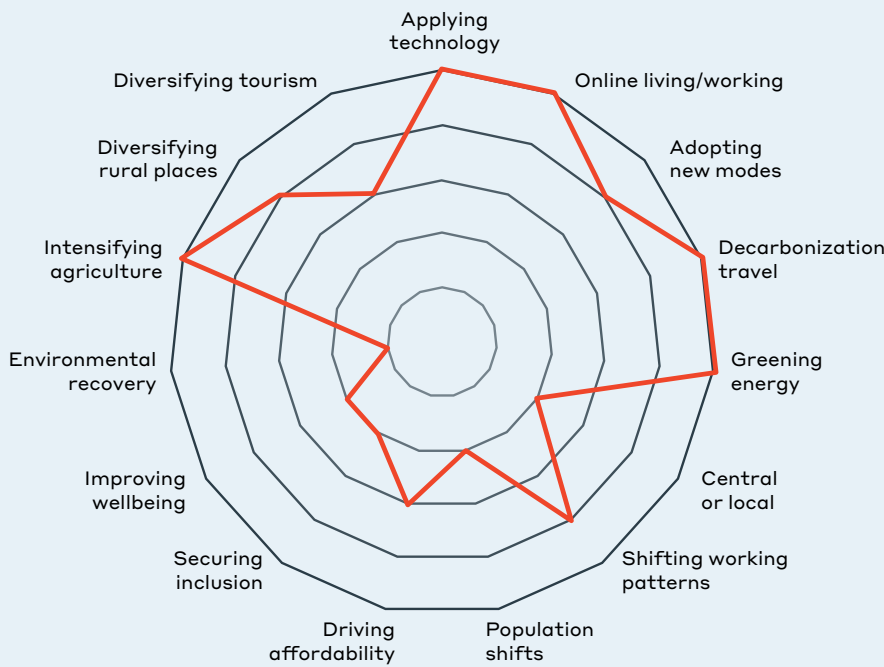 Applying
technology
Online living/working
Adopting
new modes
Decarbonization
travel
Greening
energy
Central
or local
Shifting working
patterns
Population
shifts
Driving
affordability
Securing
inclusion
Improving
wellbeing
Environmental
recovery
Intensifying
agriculture
Diversifying
rural places
Diversifying tourism